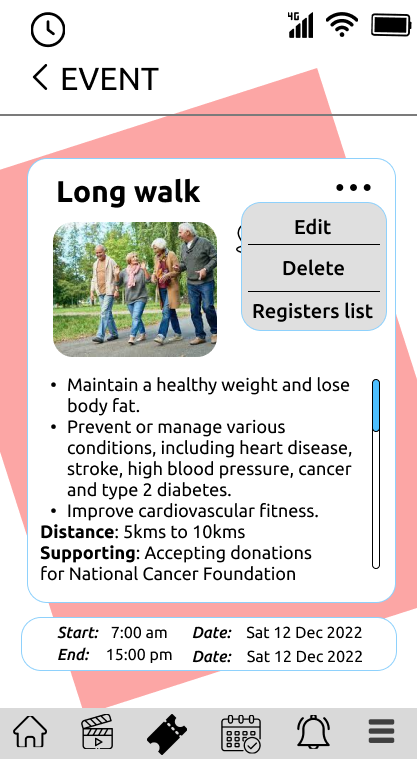 4G
EVENT
Long walk
Edit
Delete
Registers list
• Maintain a healthy weight and lose
body fat.
• Prevent or manage various
conditions, including heart disease,
stroke, high blood pressure, cancer
and type 2 diabetes.
• Improve cardiovascular fitness.
Distance: 5kms to 10kms
Supporting: Accepting donations
for National Cancer Foundation
Start: 7:00 am Date: Sat 12 Dec 2022
End: 15:00 pm Date: Sat 12 Dec 2022